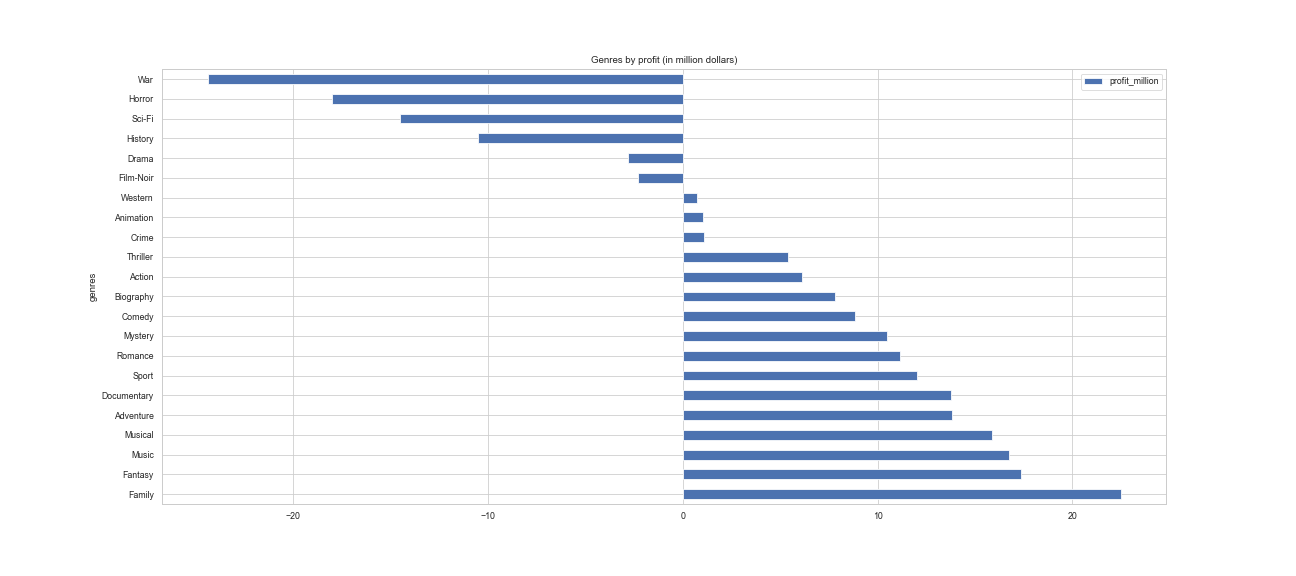 Genres by profit (in million dollars)
profit_million
genres
War
Horror
Sci-Fi
History
Drama
Film-Noir
Western
Animation
Crime
Thriller
Action
Biography
Comedy
Mystery
Romance
Sport
Documentary
Adventure
Musical
Music
Fantasy
Family
−20 −10 0 10 20